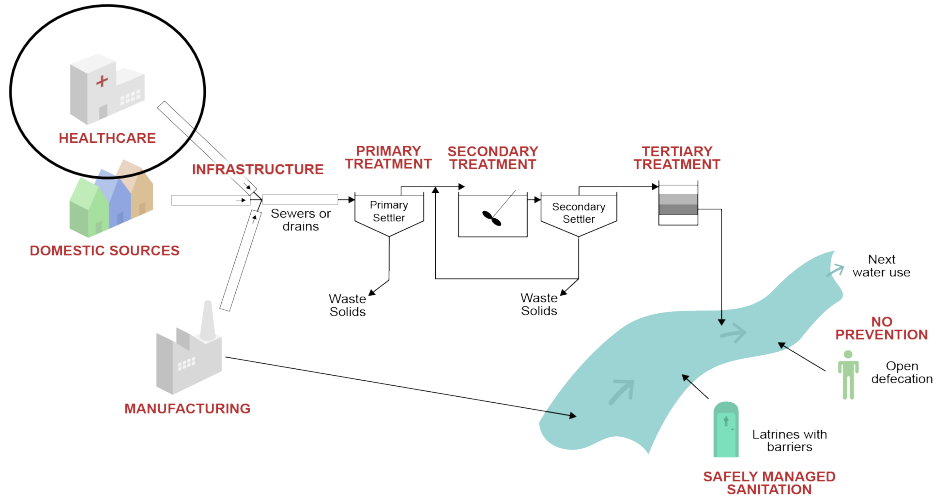 HEALTHCARE
DOMESTIC SOURCES
MANUFACTURING
INFRASTRUCTURE
Sewers or
drains
PRIMARY
TREATMENT
Primary
Settler
Waste
Solids
SECONDARY
TREATMENT
Secondary
Settler
Waste
Solids
TERTIARY
TREATMENT
Next
water use
NO
PREVENTION
Open
defecation
Latrines with
barriers
SAFELY MANAGED
SANITATION